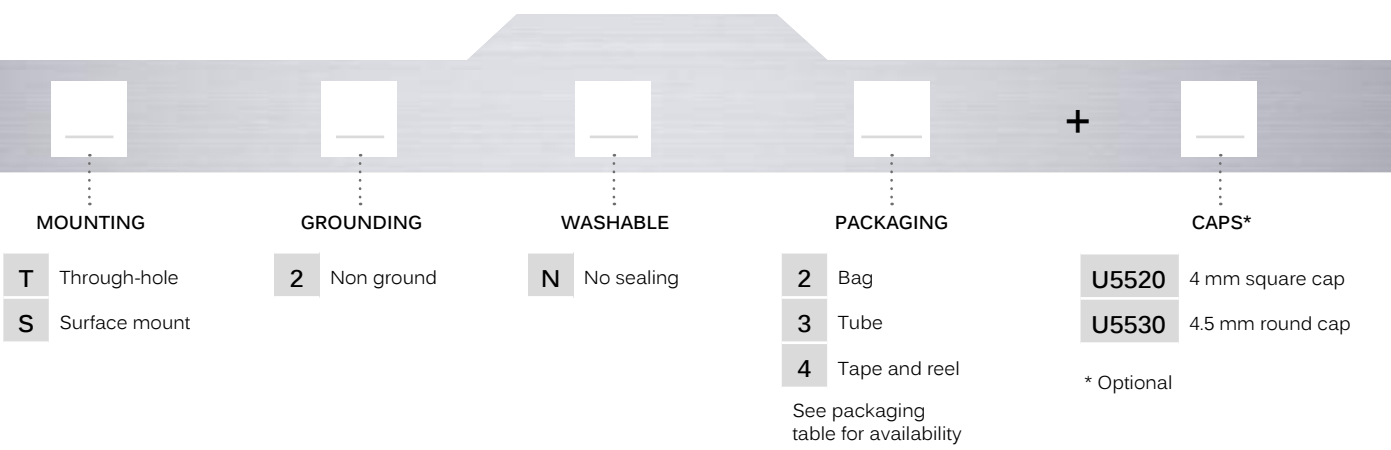 +
MOUNTING
T Through-hole
S Surface mount
GROUNDING
2 Non ground
WASHABLE
N No sealing
PACKAGING
2 Bag
3 Tube
4 Tape and reel
See packaging
table for availability
CAPS*
U5520 4 mm square cap
U5530 4.5 mm round cap
* Optional